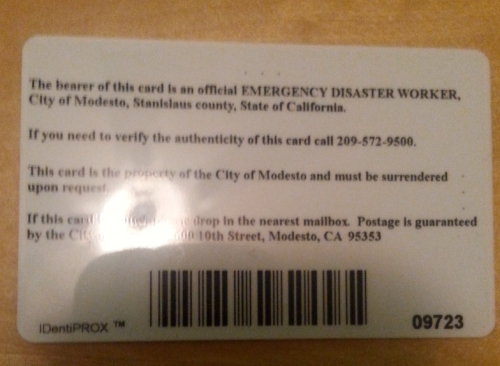 The bearer of this card is an official EMERGENCY DISASTER WORKER,
City of Modesto, Stanislaus county, State of California.
If you need to verify the authenticity of this card call 209-572-9500.
This card is the property of the City of Modesto and must be surrendered
upon request.
If this card drop in the nearest mailbox. Postage is guaranteed
by the 10th Street, Modesto, CA 95353
IDentiPROX ™
09723